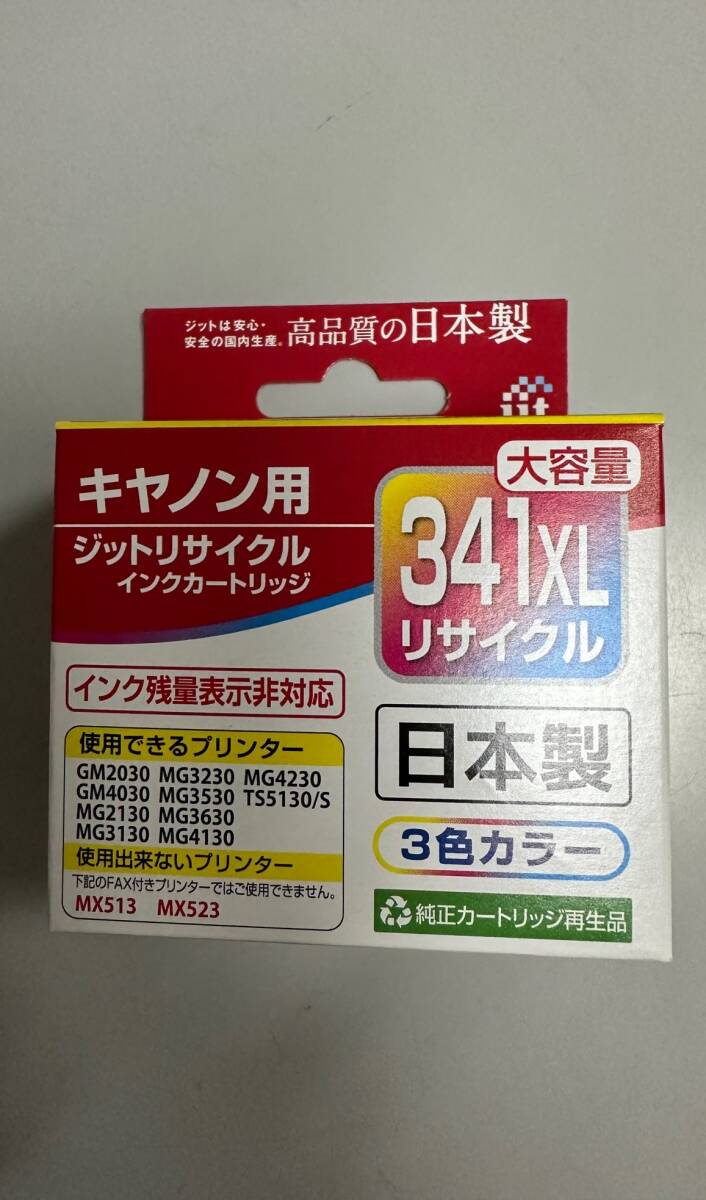 ジットは安心・
安全の国内生産。
高品質の日本製
jit
大容量
キヤノン用
ジットリサイクル
インクカートリッジ
341XL
リサイクル
インク残量表示非対応
使用できるプリンター
GM2030 MG3230 MG4230
GM4030 MG3530 TS5130/S
MG2130 MG3630
MG3130 MG4130
使用出来ないプリンター
下記のFAX付きプリンターではご使用できません。
MX513 MX523
日本製
3色カラー
純正カートリッジ再生品